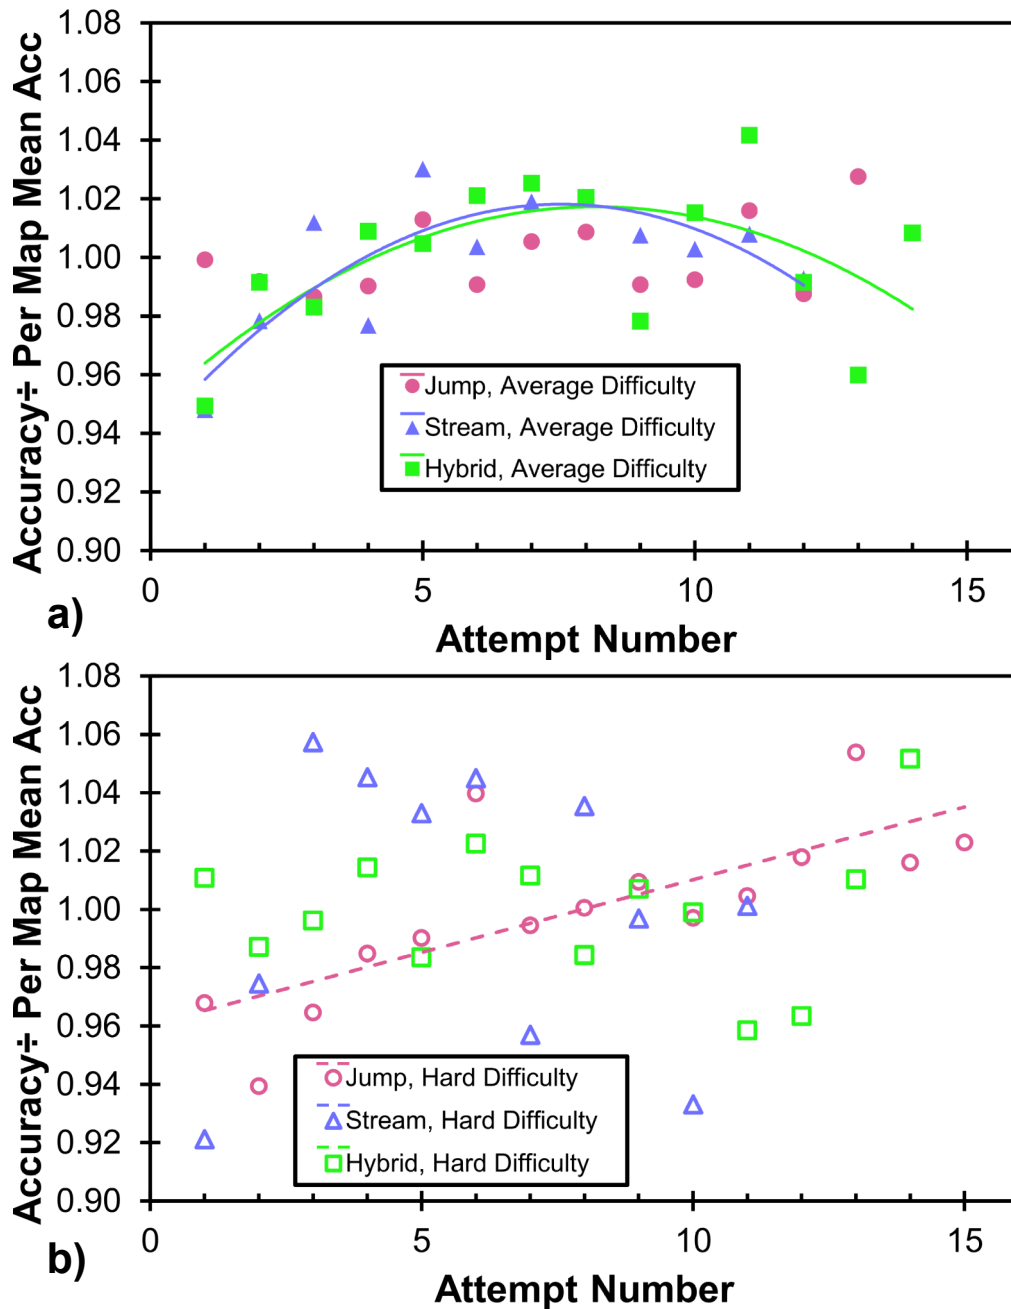 1.08
1.06
1.04
1.02
1.00
0.98
0.96
0.94
0.92
0.90
Accuracy÷ Per Map Mean Acc
Jump, Average Difficulty
Stream, Average Difficulty
Hybrid, Average Difficulty
0 5 10 15
a)
Attempt Number
1.08
1.06
1.04
1.02
1.00
0.98
0.96
0.94
0.92
0.90
Accuracy÷ Per Map Mean Acc
Jump, Hard Difficulty
Stream, Hard Difficulty
Hybrid, Hard Difficulty
0 5 10 15
b)
Attempt Number